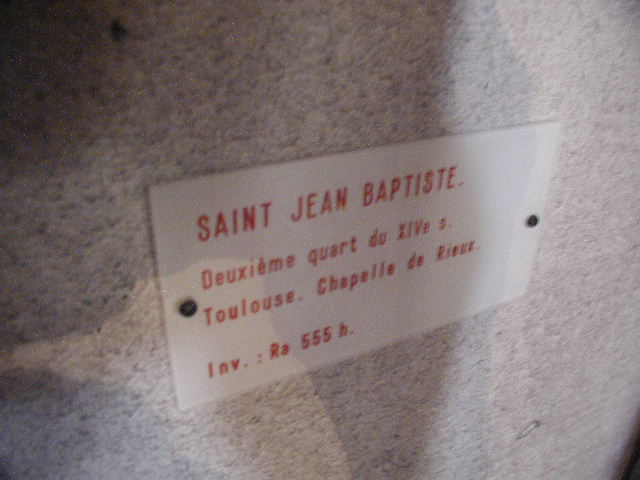 SAINT JEAN BAPTISTE.
Deuxième quart du XIVe s.
Toulouse. Chapelle de Rieux.
Inv. : Ra 555 h.